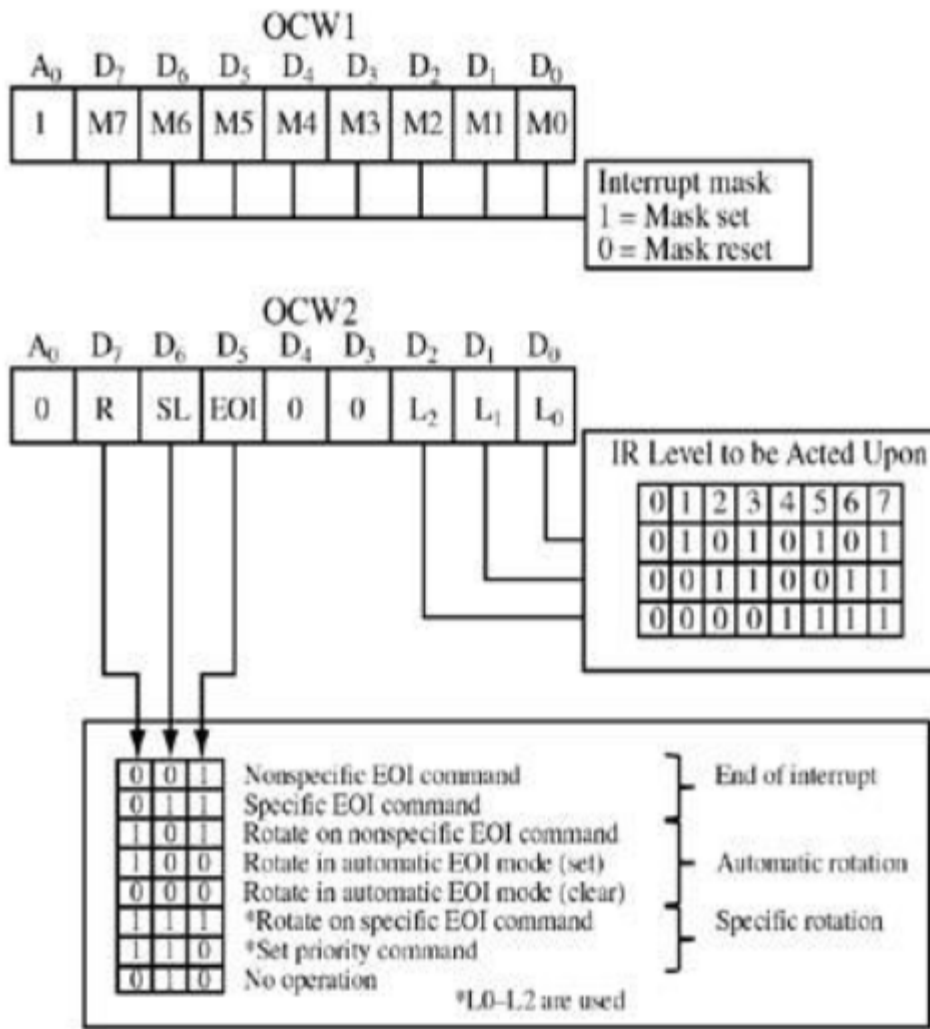 OCW1
A0 D7 D6 D5 D4 D3 D2 D1 D0
1 M7 M6 M5 M4 M3 M2 M1 M0
Interrupt mask
1 = Mask set
0 = Mask reset
OCW2
A0 D7 D6 D5 D4 D3 D2 D1 D0
0 R SL EOI 0 0 L2 L1 L0
IR Level to be Acted Upon
0 1 2 3 4 5 6 7
0 1 0 1 0 1 0 1
0 0 1 1 0 0 1 1
0 0 0 0 1 1 1 1
0 0 1 Nonspecific EOI command
0 1 1 Specific EOI command
End of interrupt
1 0 1 Rotate on nonspecific EOI command
1 0 0 Rotate in automatic EOI mode (set)
0 0 0 Rotate in automatic EOI mode (clear)
Automatic rotation
1 1 1 *Rotate on specific EOI command
1 1 0 *Set priority command
Specific rotation
0 1 0 No operation
*L0–L2 are used